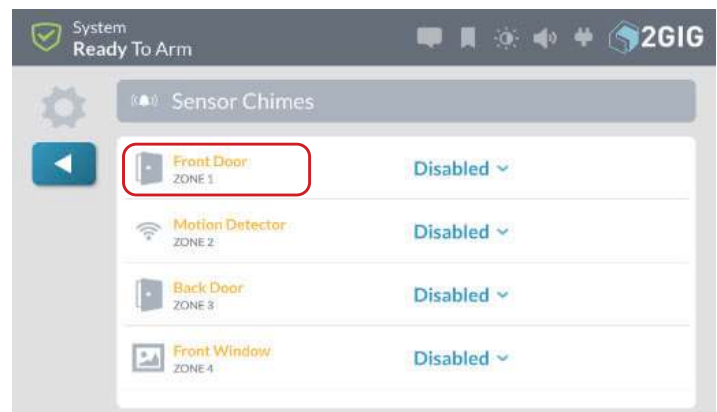 System
Ready To Arm
2GIG
Sensor Chimes
Front Door
ZONE 1
Disabled
Motion Detector
ZONE 2
Disabled
Back Door
ZONE 3
Disabled
Front Window
ZONE 4
Disabled